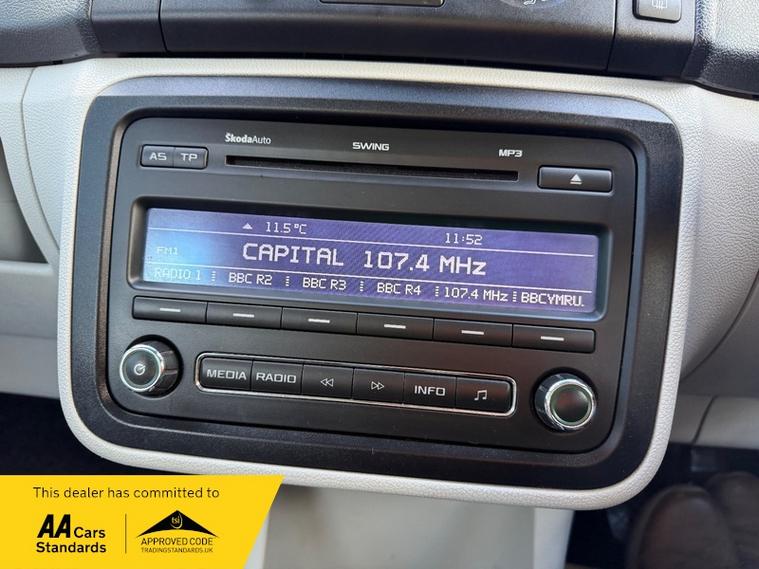 ŠkodaAuto SWING MP3
AS TP
11.5°C 11:52
FM1 CAPITAL 107.4 MHz
RADIO 1 BBC R2 BBC R3 BBC R4 107.4 MHz BBCYMRU.
MEDIA RADIO INFO
This dealer has committed to
AA Cars
Standards
tsi
APPROVED CODE
TRADINGSTANDARDS.UK